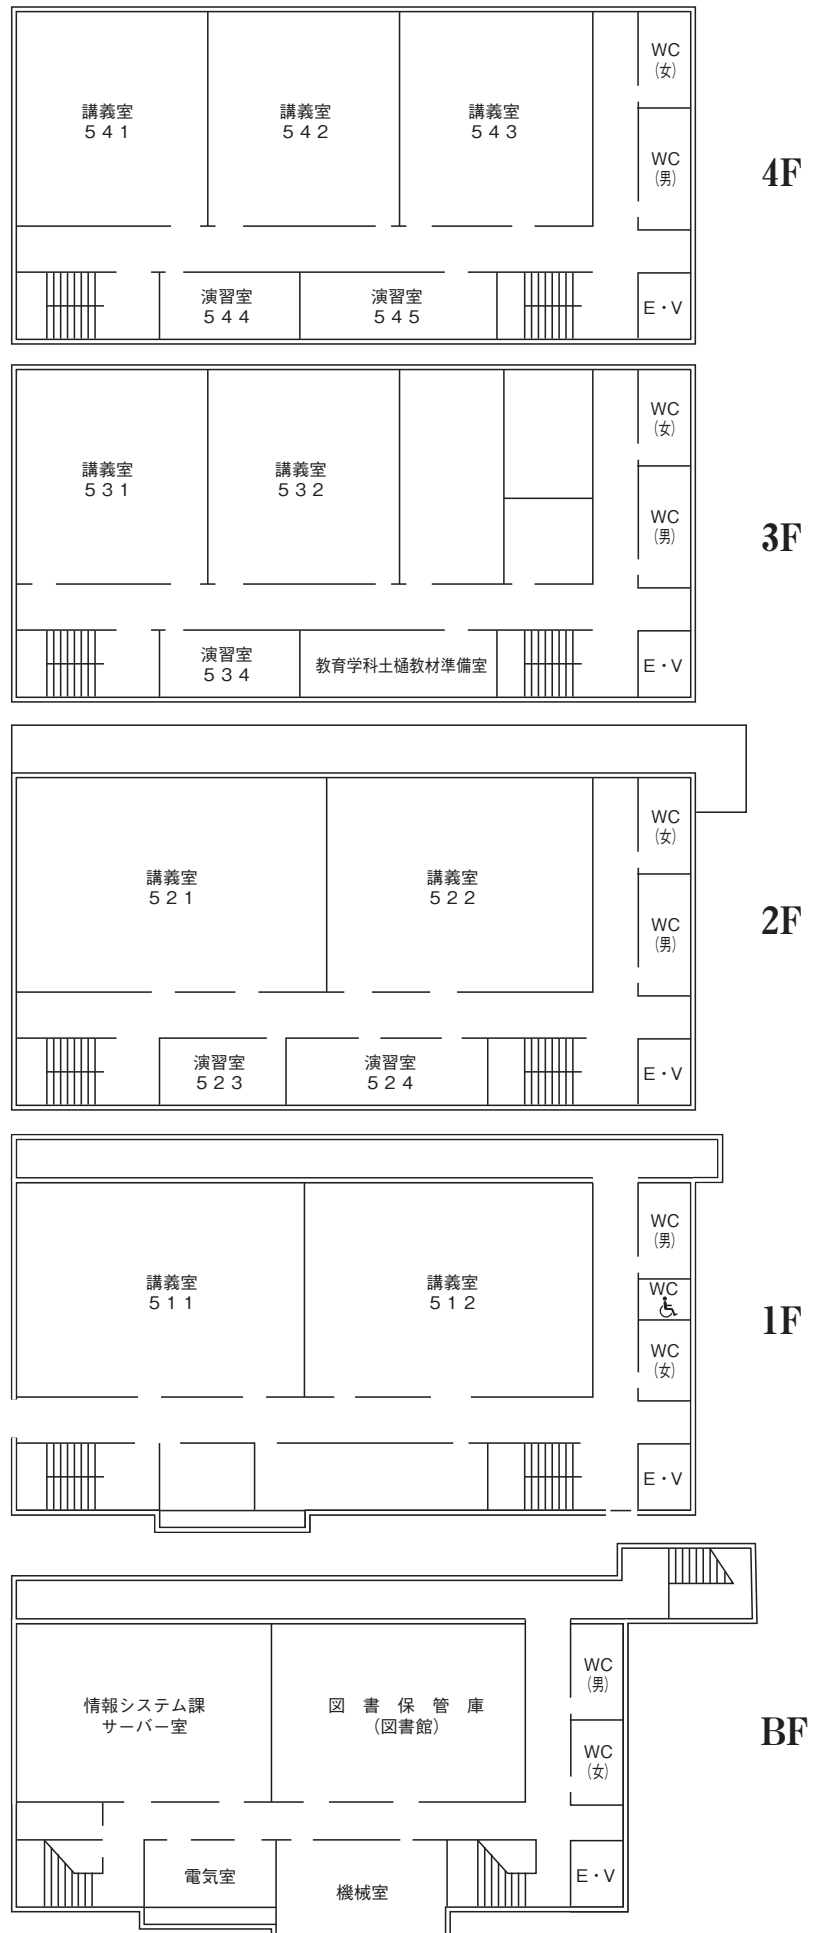 WC
(女)
講義室
５４１
講義室
５４２
講義室
５４３
WC
(男)
4F
演習室
５４４
演習室
５４５
E・V
WC
(女)
講義室
５３１
講義室
５３２
WC
(男)
3F
演習室
５３４
教育学科土樋教材準備室
E・V
WC
(女)
講義室
５２１
講義室
５２２
WC
(男)
2F
演習室
５２３
演習室
５２４
E・V
WC
(男)
講義室
５１１
講義室
５１２
WC
WC
(女)
1F
E・V
WC
(男)
情報システム課
サーバー室
図書保管庫
(図書館)
WC
(女)
BF
電気室
機械室
E・V